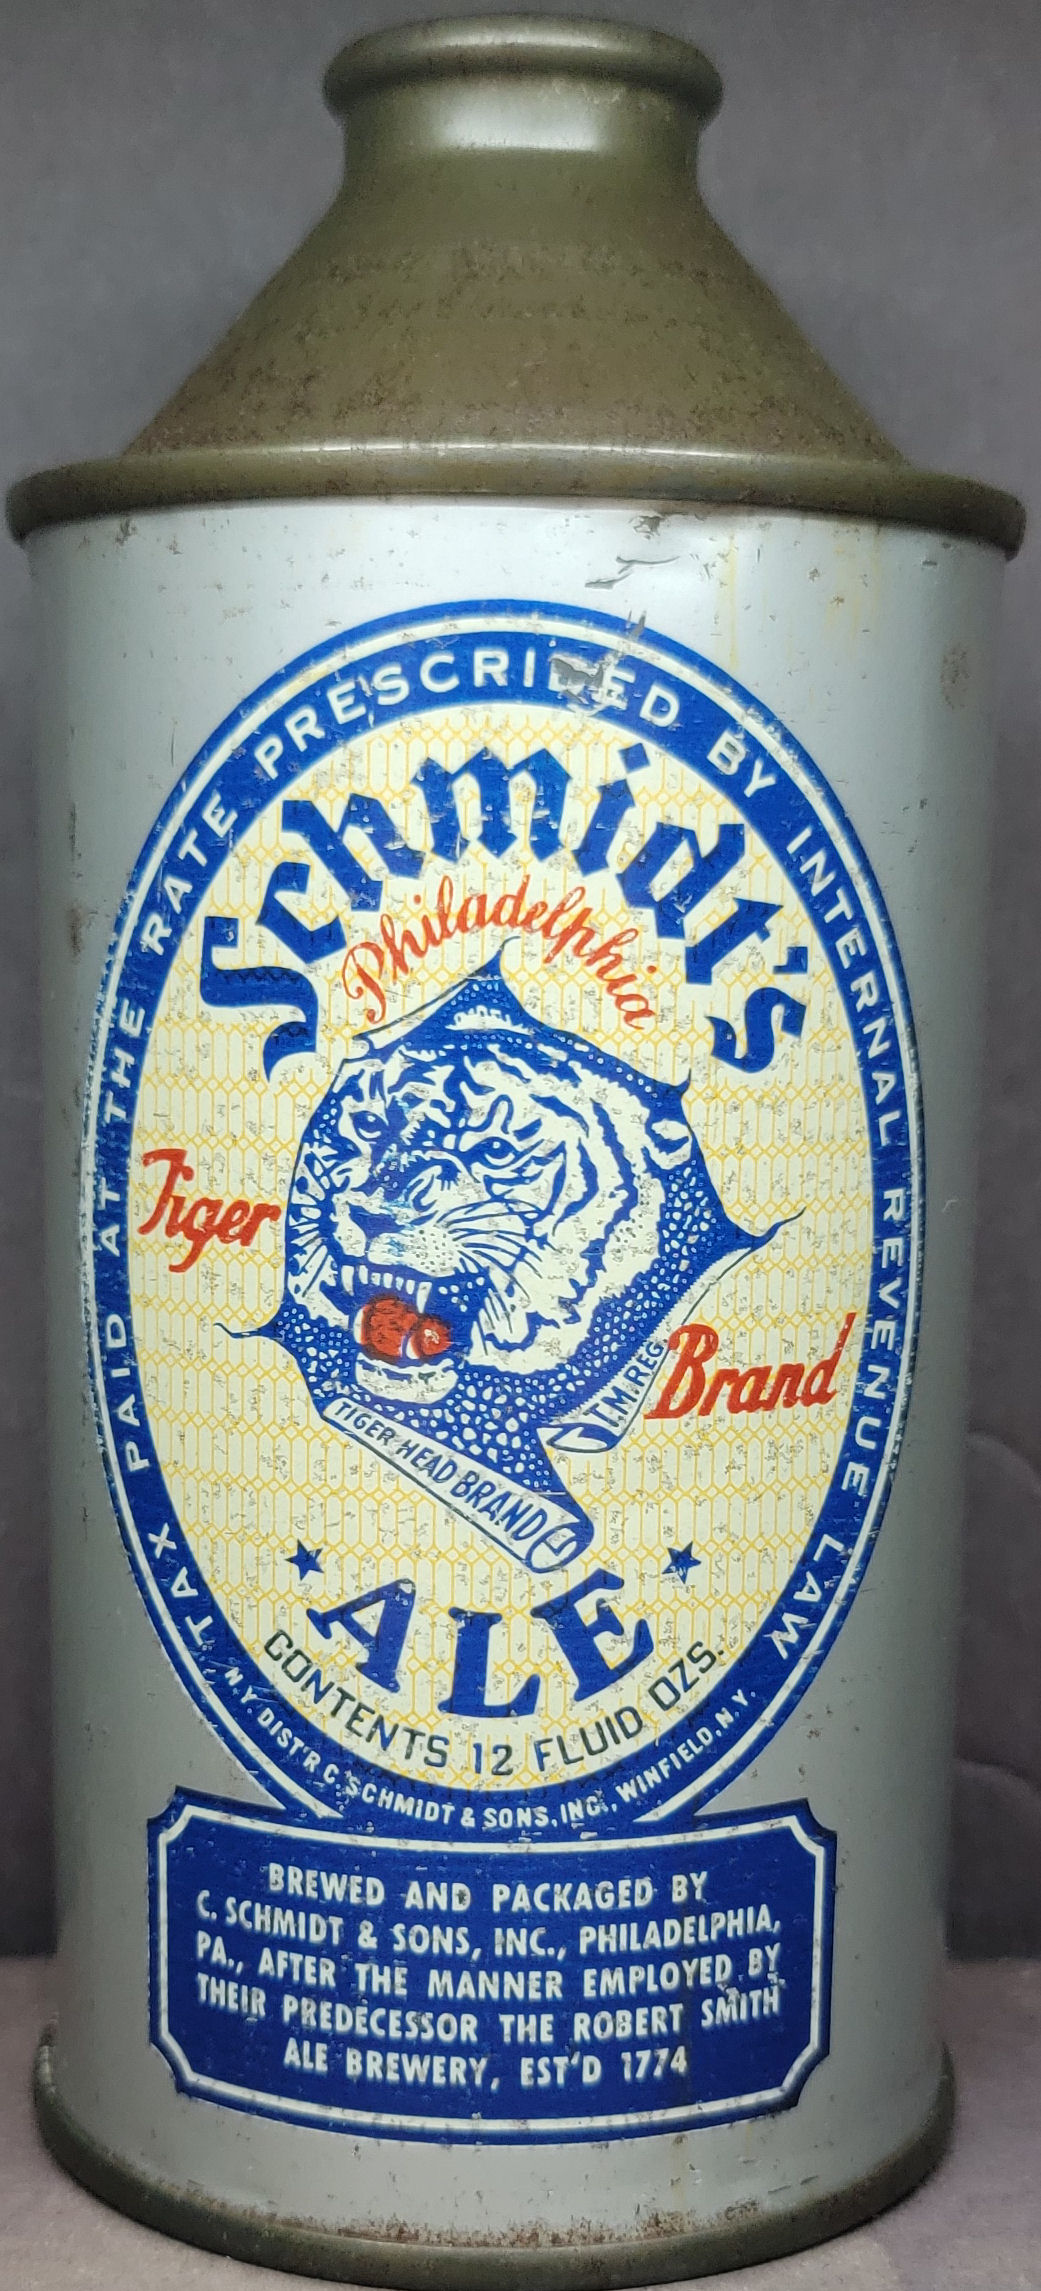 TAX PAID AT THE RATE PRESCRIBED BY INTERNAL REVENUE LAW
Schmidt's
Philadelphia
Tiger
Brand
T.M.REG.
TIGER HEAD BRAND
ALE
CONTENTS 12 FLUID OZS.
N.Y. DIST'R C. SCHMIDT & SONS, INC., WINFIELD, N.Y.
BREWED AND PACKAGED BY
C. SCHMIDT & SONS, INC., PHILADELPHIA,
PA., AFTER THE MANNER EMPLOYED BY
THEIR PREDECESSOR THE ROBERT SMITH
ALE BREWERY, EST'D 1774